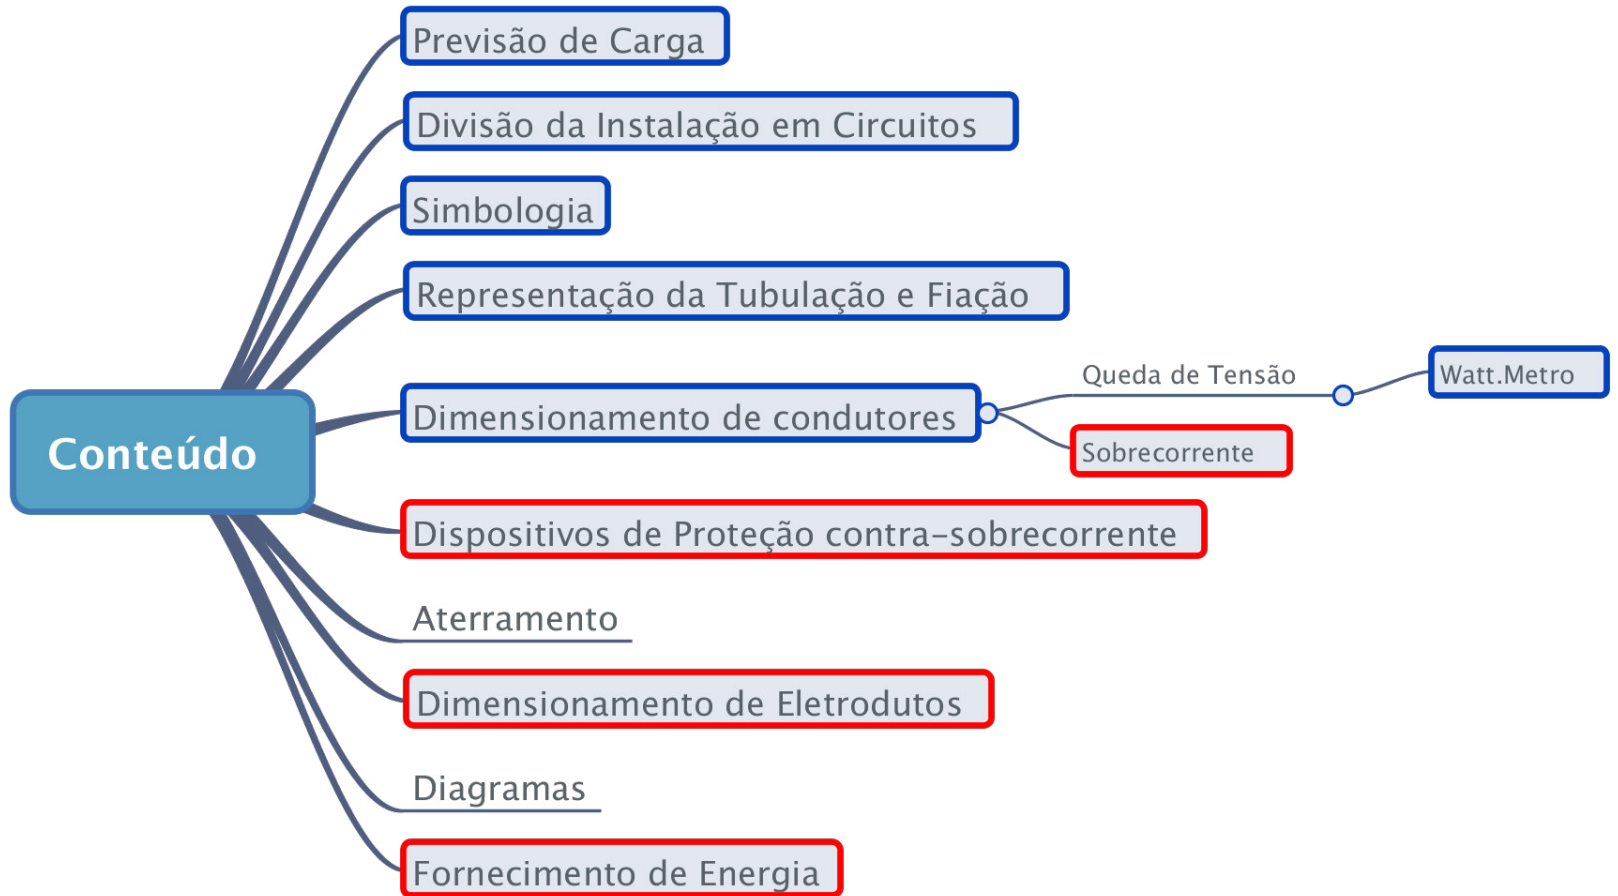 Previsão de Carga
Divisão da Instalação em Circuitos
Simbologia
Representação da Tubulação e Fiação
Conteúdo
Dimensionamento de condutores
Queda de Tensão
Watt.Metro
Sobrecorrente
Dispositivos de Proteção contra-sobrecorrente
Aterramento
Dimensionamento de Eletrodutos
Diagramas
Fornecimento de Energia